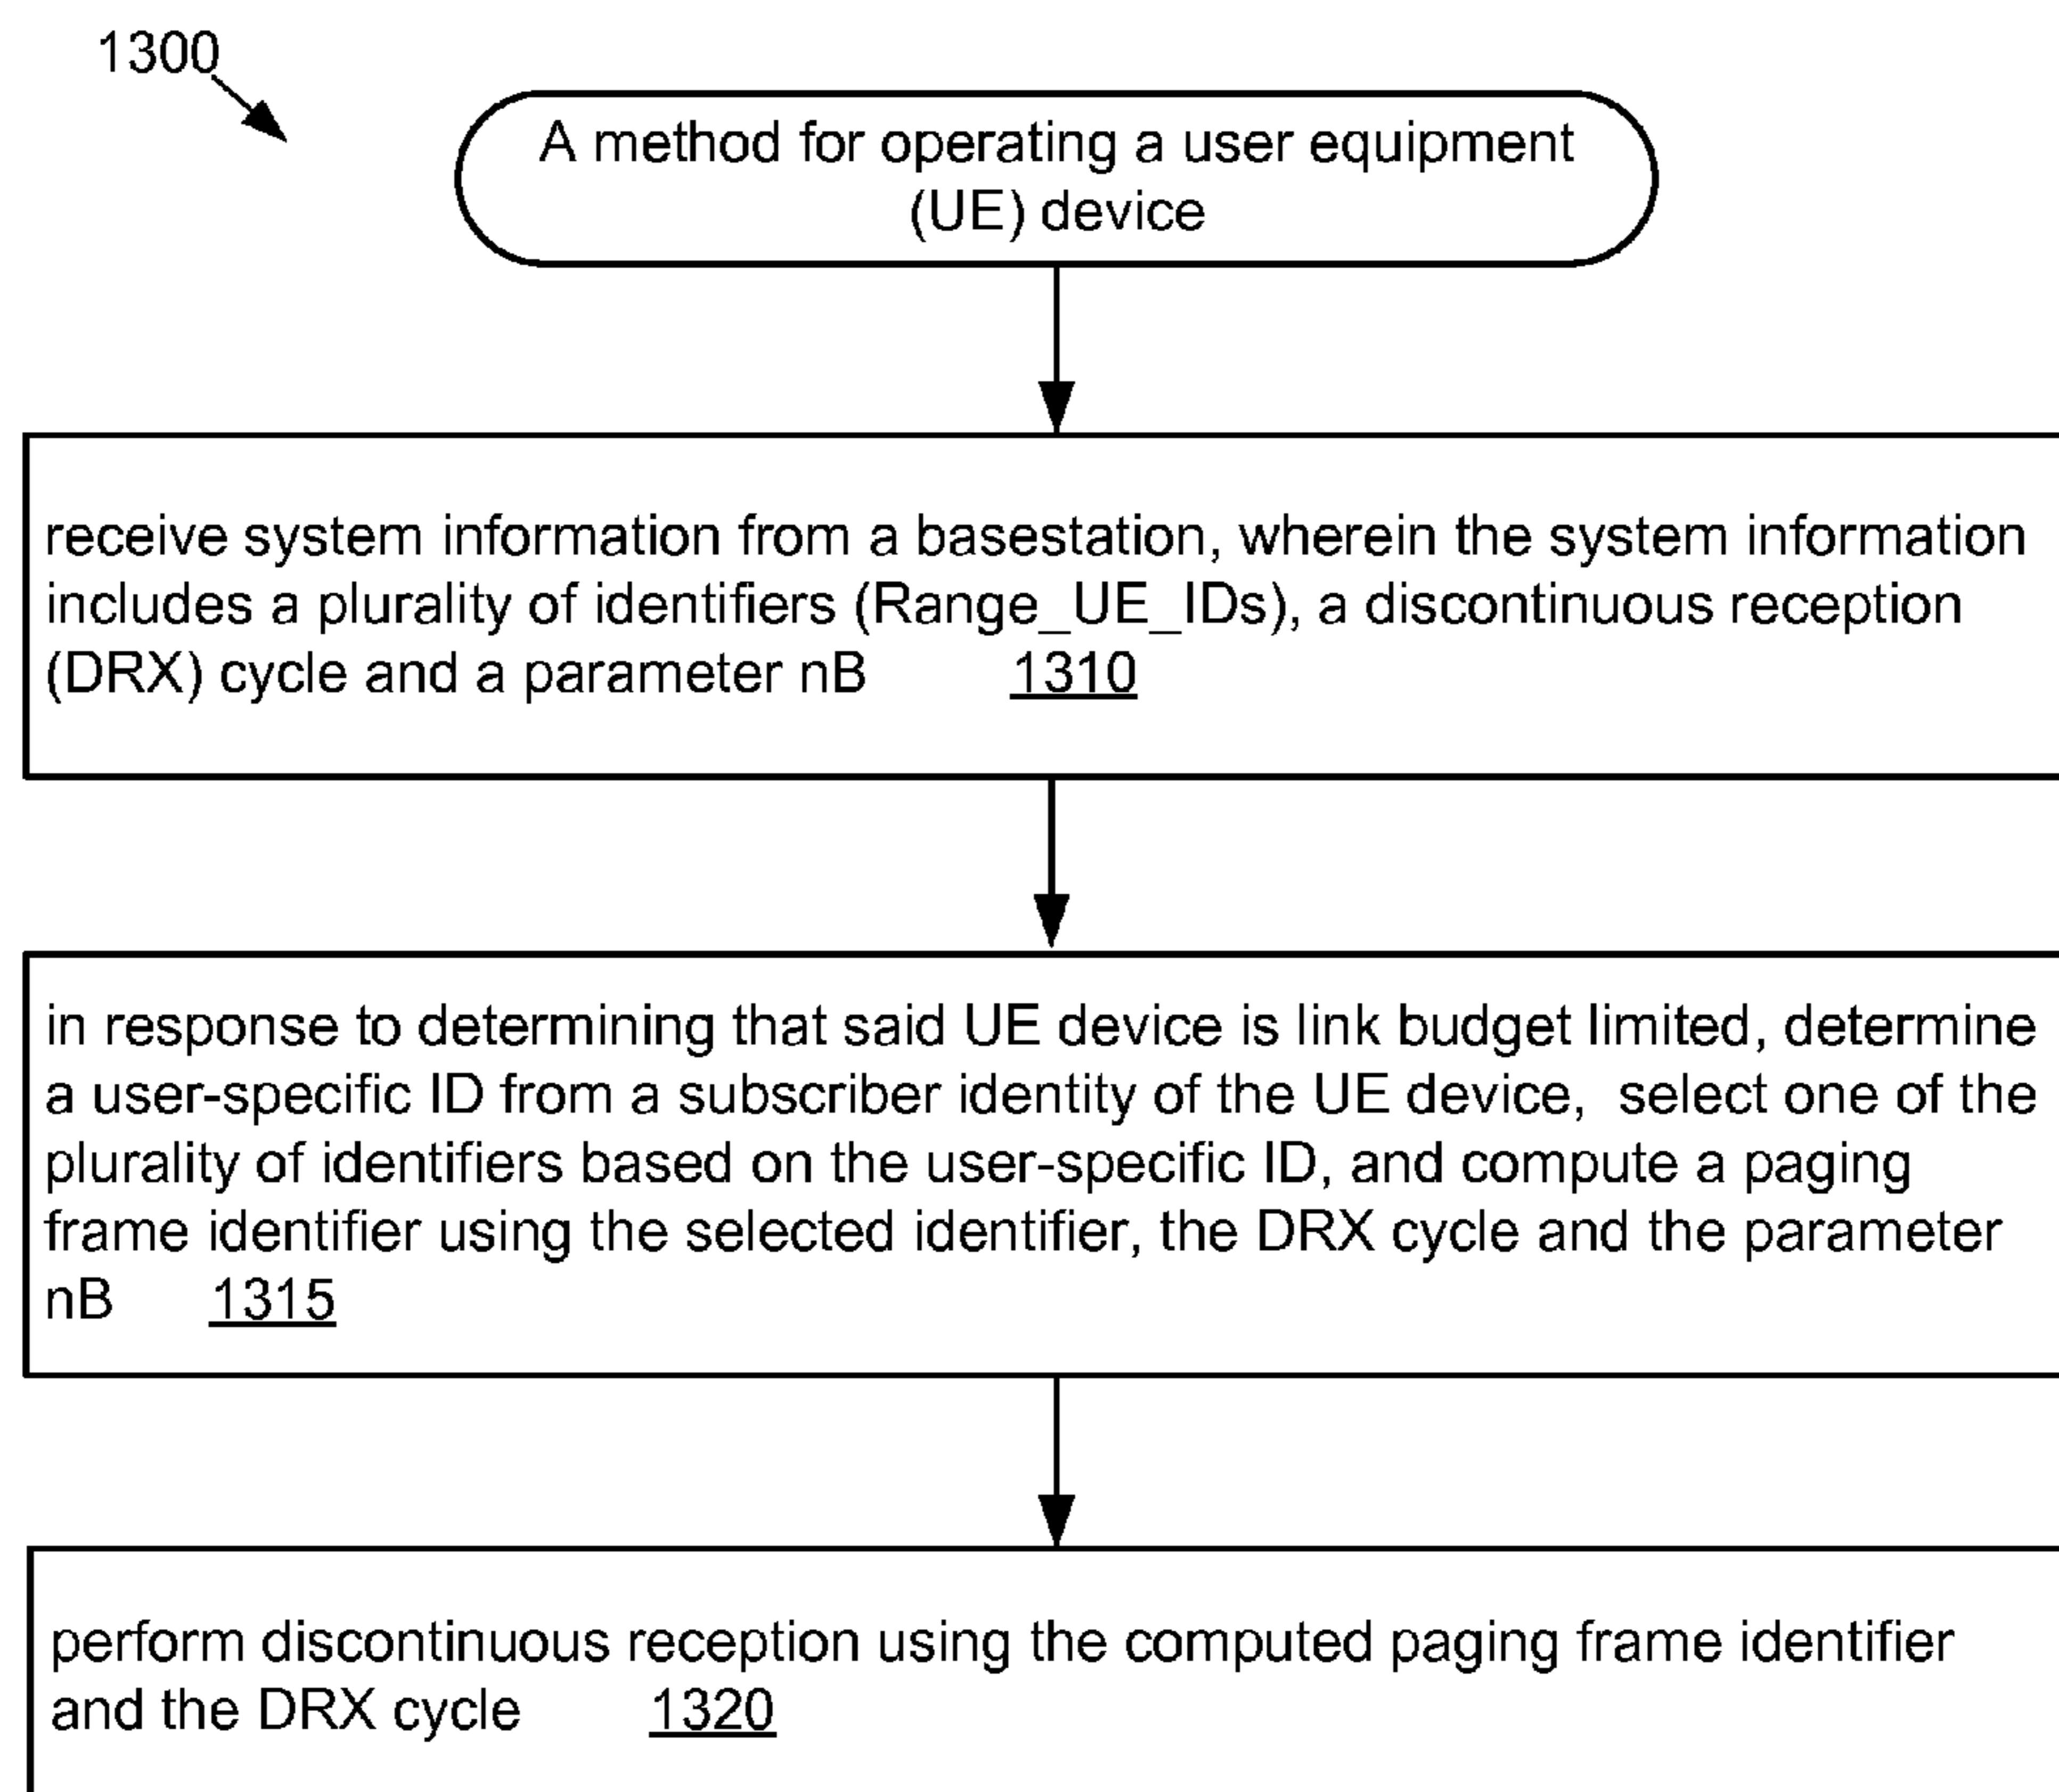 1300
A method for operating a user equipment
(UE) device
receive system information from a basestation, wherein the system information
includes a plurality of identifiers (Range_UE_IDs), a discontinuous reception
(DRX) cycle and a parameter nB 1310
in response to determining that said UE device is link budget limited, determine
a user-specific ID from a subscriber identity of the UE device, select one of the
plurality of identifiers based on the user-specific ID, and compute a paging
frame identifier using the selected identifier, the DRX cycle and the parameter
nB 1315
perform discontinuous reception using the computed paging frame identifier
and the DRX cycle 1320